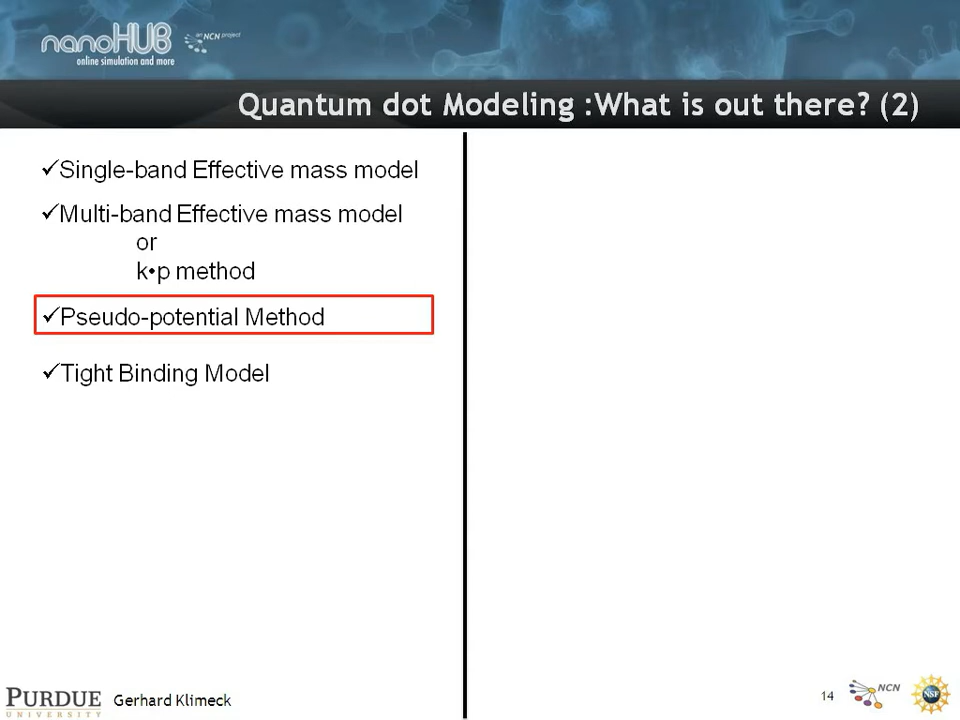 nanoHUB
an NCN project
online simulation and more
Quantum dot Modeling :What is out there? (2)
✓Single-band Effective mass model
✓Multi-band Effective mass model
or
k•p method
✓Pseudo-potential Method
✓Tight Binding Model
PURDUE
UNIVERSITY
Gerhard Klimeck
14
NCN
NSF